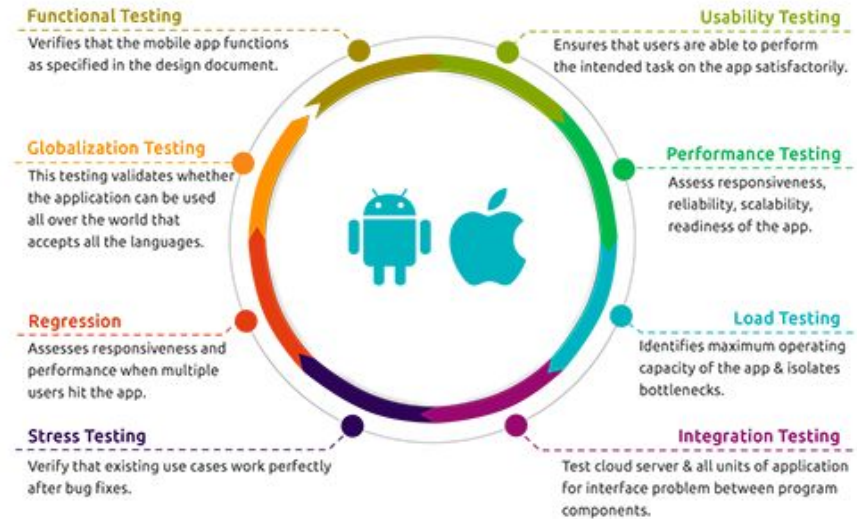 Functional Testing
Verifies that the mobile app functions
as specified in the design document.
Usability Testing
Ensures that users are able to perform
the intended task on the app satisfactorily.
Globalization Testing
This testing validates whether
the application can be used
all over the world that
accepts all the languages.
Performance Testing
Assess responsiveness,
reliability, scalability,
readiness of the app.
Regression
Assesses responsiveness and
performance when multiple
users hit the app.
Load Testing
Identifies maximum operating
capacity of the app & isolates
bottlenecks.
Stress Testing
Verify that existing use cases work perfectly
after bug fixes.
Integration Testing
Test cloud server & all units of application
for interface problem between program
components.